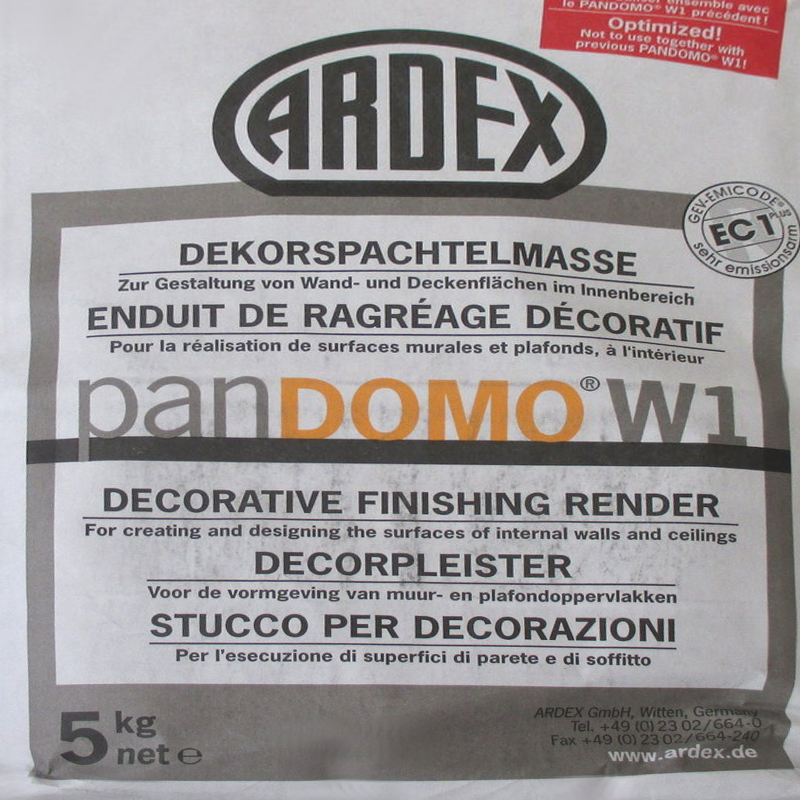 ensemble avec
le PANDOMO® W1 précédent!
Optimized!
Not to use together with
previous PANDOMO® W1!
ARDEX
GEV-EMICODE®
EC 1 PLUS
sehr emissionsarm
DEKORSPACHTELMASSE
Zur Gestaltung von Wand- und Deckenflächen im Innenbereich
ENDUIT DE RAGRÉAGE DÉCORATIF
Pour la réalisation de surfaces murales et plafonds, à l'intérieur
panDOMO® W1
DECORATIVE FINISHING RENDER
For creating and designing the surfaces of internal walls and ceilings
DECORPLEISTER
Voor de vormgeving van muur- en plafondoppervlakken
STUCCO PER DECORAZIONI
Per l'esecuzione di superfici di parete e di soffitto
5 kg net ℮
ARDEX GmbH, Witten, Germany
Tel. +49 (0) 23 02/664-0
Fax +49 (0) 23 02/664-240
www.ardex.de